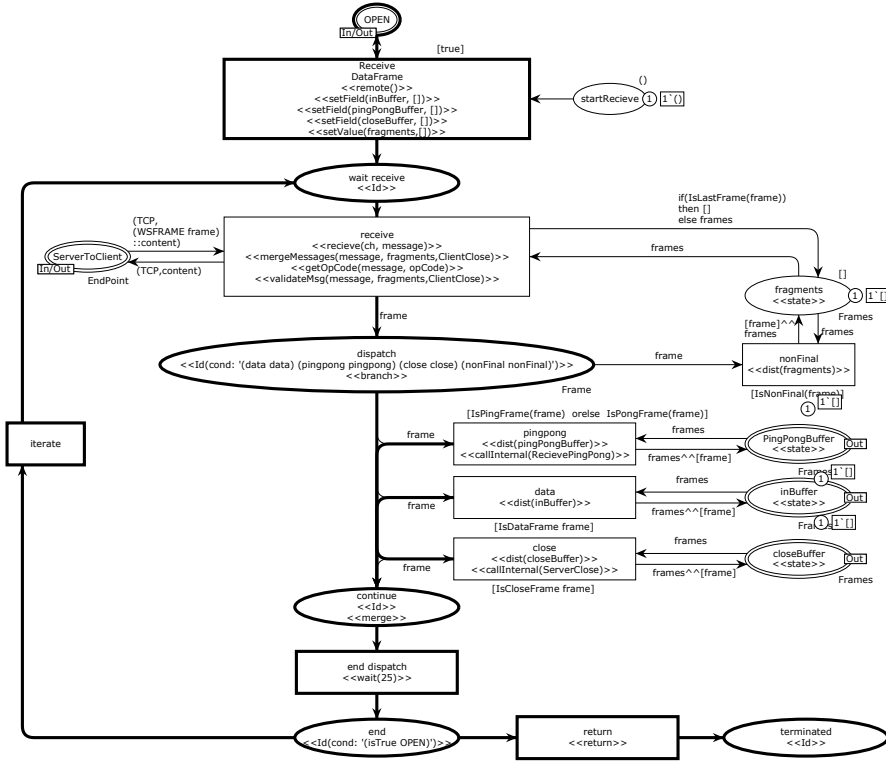 OPEN
In/Out
[true]
Receive
DataFrame
<<remote()>>
<<setField(inBuffer, [])>>
<<setField(pingPongBuffer, [])>>
<<setField(closeBuffer, [])>>
<<setValue(fragments,[])>>
()
startRecieve
1
1`()
wait receive
<<Id>>
if(IsLastFrame(frame))
then []
else frames
(TCP,
(WSFRAME frame)
::content)
receive
<<recieve(ch, message)>>
<<mergeMessages(message, fragments,ClientClose)>>
<<getOpCode(message, opCode)>>
<<validateMsg(message, fragments,ClientClose)>>
frames
ServerToClient
In/Out
(TCP,content)
EndPoint
[]
fragments
<<state>>
1
1`[]
Frames
frame
[frame]^^
frames
frames
dispatch
<<Id(cond: '(data data) (pingpong pingpong) (close close) (nonFinal nonFinal)')>>
<<branch>>
Frame
frame
nonFinal
<<dist(fragments)>>
[IsNonFinal(frame)]
1
1`[]
[IsPingFrame(frame)  orelse  IsPongFrame(frame)]
iterate
frame
pingpong
<<dist(pingPongBuffer)>>
<<callInternal(RecievePingPong)>>
frames
frames^^[frame]
PingPongBuffer
<<state>>
Out
Frames
1
1`[]
frame
data
<<dist(inBuffer)>>
[IsDataFrame frame]
frames
frames^^[frame]
inBuffer
<<state>>
Out
Frames
1
1`[]
frame
close
<<dist(closeBuffer)>>
<<callInternal(ServerClose)>>
[IsCloseFrame frame]
frames
frames^^[frame]
closeBuffer
<<state>>
Out
Frames
continue
<<Id>>
<<merge>>
end dispatch
<<wait(25)>>
end
<<Id(cond: '(isTrue OPEN)')>>
return
<<return>>
terminated
<<Id>>